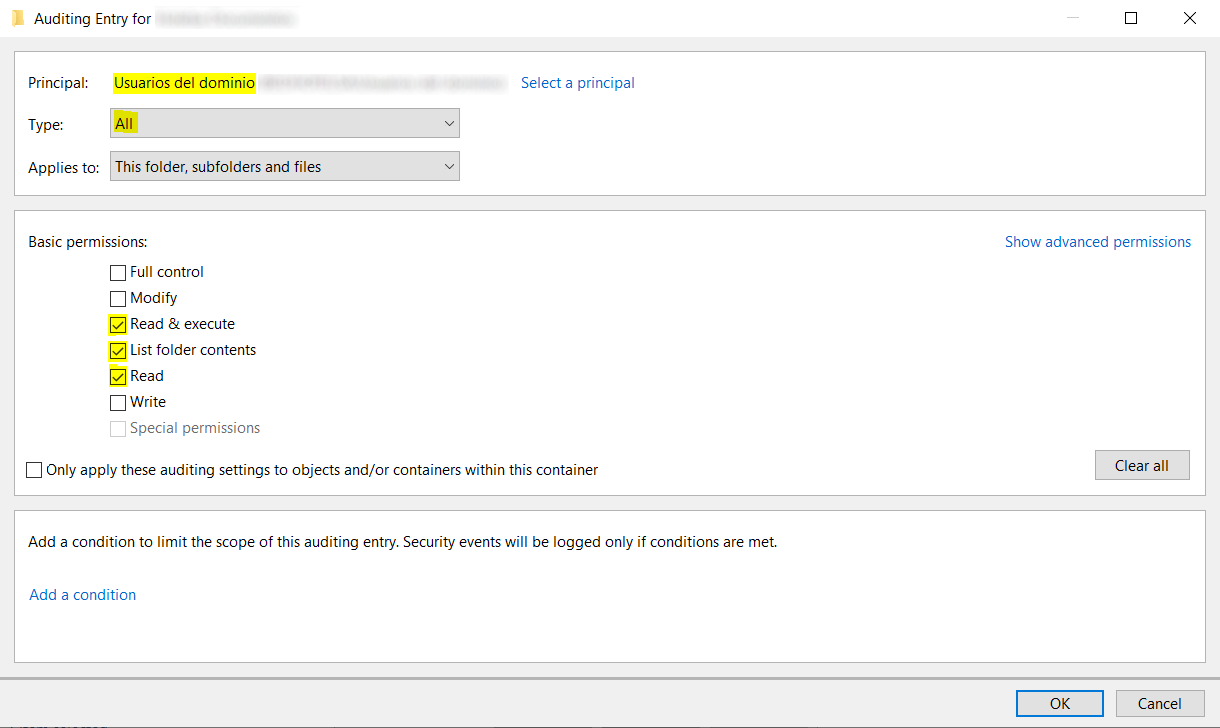 Auditing Entry for
Principal: Usuarios del dominio Select a principal
Type: All
Applies to: This folder, subfolders and files
Basic permissions: Show advanced permissions
Full control
Modify
Read & execute
List folder contents
Read
Write
Special permissions
Only apply these auditing settings to objects and/or containers within this container
Clear all
Add a condition to limit the scope of this auditing entry. Security events will be logged only if conditions are met.
Add a condition
OK Cancel